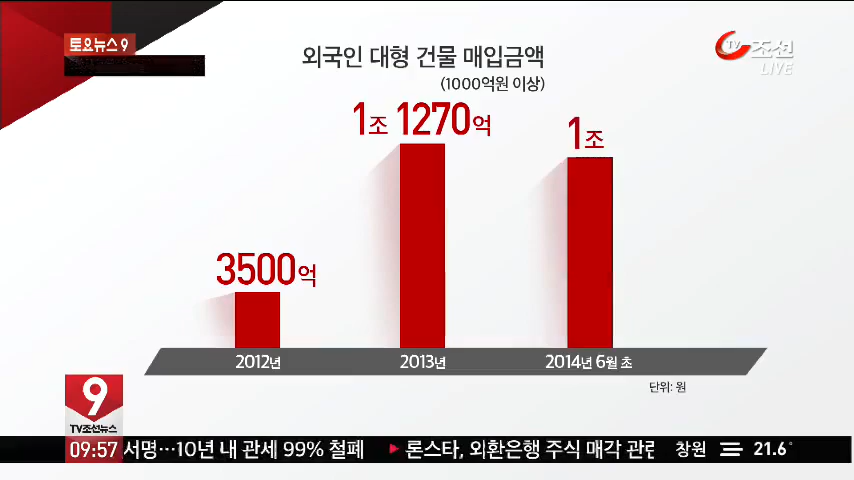 토요뉴스 9
TV조선
LIVE
외국인 대형 건물 매입금액
(1000억원 이상)
3500억
1조 1270억
1조
2012년
2013년
2014년 6월 초
단위: 원
9
TV조선뉴스
09:57 서명…10년 내 관세 99% 철폐 ▶ 론스타, 외환은행 주식 매각 관련 창원 21.6°